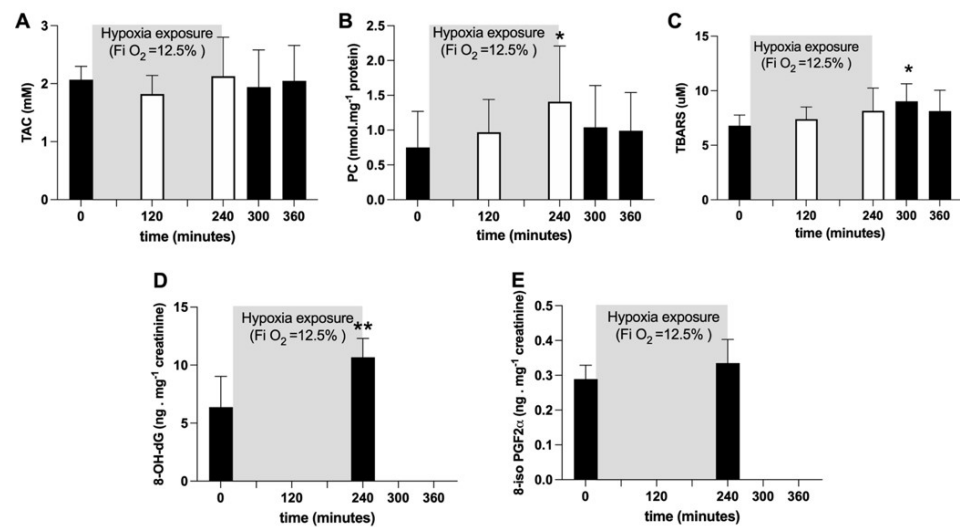 A
Hypoxia exposure
(Fi O2 =12.5% )
TAC (mM)
3
2
1
0
0 120 240 300 360
time (minutes)
B
Hypoxia exposure
(Fi O2 =12.5% )
*
PC (nmol.mg-1 protein)
2.5
2.0
1.5
1.0
0.5
0.0
0 120 240 300 360
time (minutes)
C
Hypoxia exposure
(Fi O2 =12.5% )
*
TBARS (uM)
15
10
5
0
0 120 240 300 360
time (minutes)
D
Hypoxia exposure
(Fi O2 =12.5% )
**
8-OH-dG (ng . mg-1 creatinine)
15
10
5
0
0 120 240 300 360
time (minutes)
E
Hypoxia exposure
(Fi O2 =12.5% )
8-iso PGF2α (ng . mg-1 creatinine)
0.5
0.4
0.3
0.2
0.1
0.0
0 120 240 300 360
time (minutes)